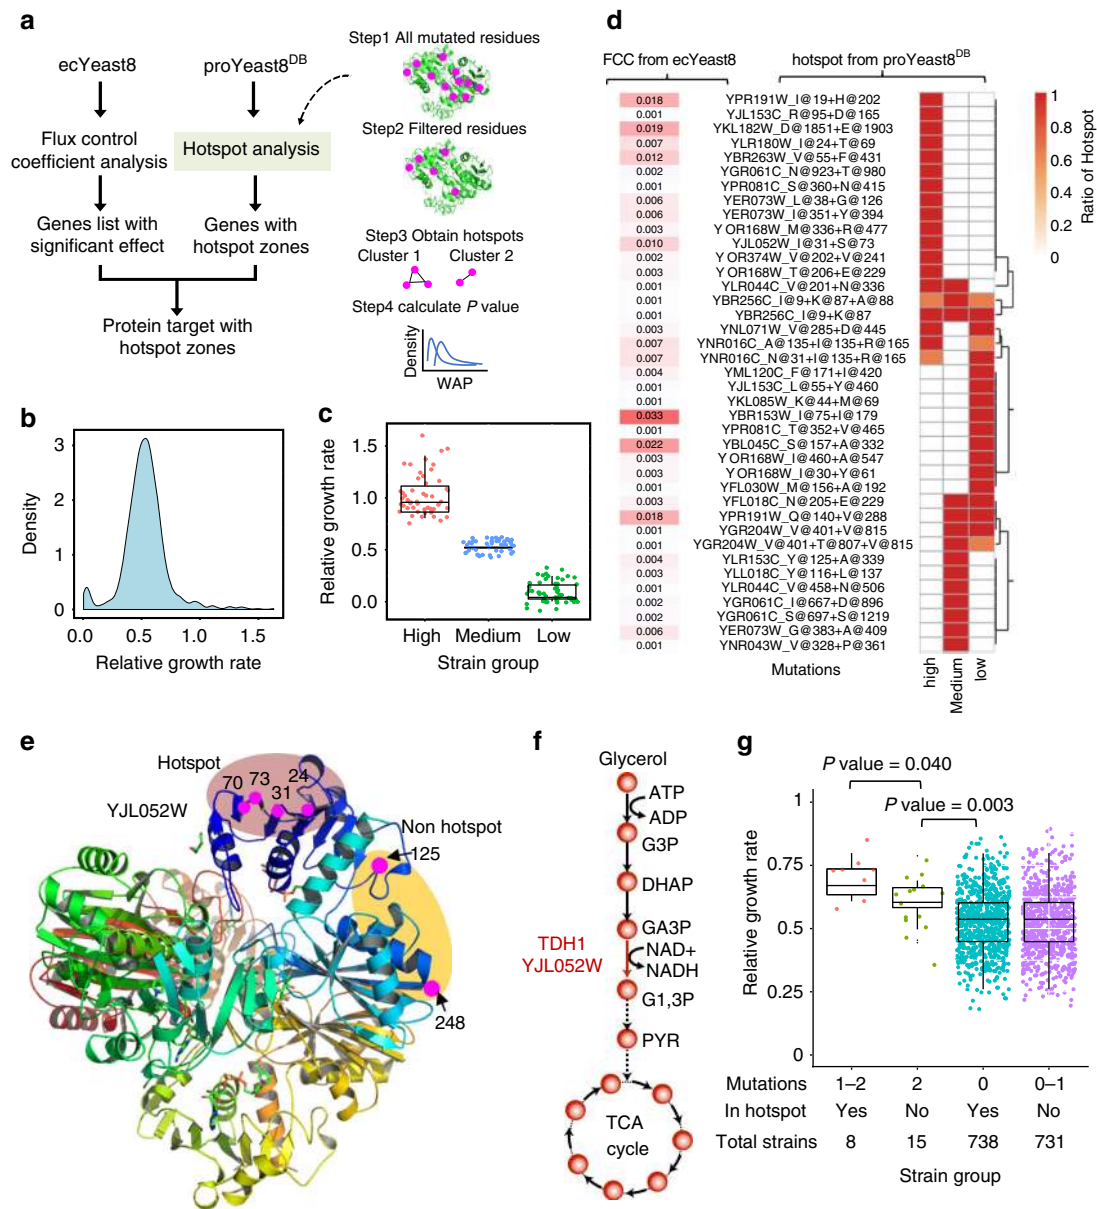 a
ecYeast8
proYeast8DB
Flux control
coefficient analysis
Hotspot analysis
Genes list with
significant effect
Genes with
hotspot zones
Protein target with
hotspot zones
Step1 All mutated residues
Step2 Filtered residues
Step3 Obtain hotspots
Cluster 1 Cluster 2
Step4 calculate P value
Density
WAP
b
Density
3
2
1
0
0.0 0.5 1.0 1.5
Relative growth rate
c
Relative growth rate
1.5
1.0
0.5
0.0
High Medium Low
Strain group
d
FCC from ecYeast8 hotspot from proYeast8DB
0.018 YPR191W_I@19+H@202
0.001 YJL153C_R@95+D@165
0.019 YKL182W_D@1851+E@1903
0.007 YLR180W_I@24+T@69
0.012 YBR263W_V@55+F@431
0.002 YGR061C_N@923+T@980
0.001 YPR081C_S@360+N@415
0.006 YER073W_L@38+G@126
0.006 YER073W_I@351+Y@394
0.003 YOR168W_M@336+R@477
0.010 YJL052W_I@31+S@73
0.002 YOR374W_V@202+V@241
0.003 YOR168W_T@206+E@229
0.001 YLR044C_V@201+N@336
0.001 YBR256C_I@9+K@87+A@88
0.001 YBR256C_I@9+K@87
0.003 YNL071W_V@285+D@445
0.007 YNR016C_A@135+I@135+R@165
0.007 YNR016C_N@31+I@135+R@165
0.004 YML120C_F@171+I@420
0.001 YJL153C_L@55+Y@460
0.001 YKL085W_K@44+M@69
0.033 YBR153W_I@75+I@179
0.001 YPR081C_T@352+V@465
0.022 YBL045C_S@157+A@332
0.003 YOR168W_I@460+A@547
0.003 YOR168W_I@30+Y@61
0.001 YFL030W_M@156+A@192
0.003 YFL018C_N@205+E@229
0.018 YPR191W_Q@140+V@288
0.001 YGR204W_V@401+V@815
0.001 YGR204W_V@401+T@807+V@815
0.004 YLR153C_Y@125+A@339
0.003 YLL018C_Y@116+L@137
0.001 YLR044C_V@458+N@506
0.002 YGR061C_I@667+D@896
0.002 YGR061C_S@697+S@1219
0.006 YER073W_G@383+A@409
0.001 YNR043W_V@328+P@361
Mutations
high
Medium
low
1
0.8
0.6
0.4
0.2
0
Ratio of Hotspot
e
Hotspot
70 73 24
31
YJL052W
Non hotspot
125
248
f
Glycerol
ATP
ADP
G3P
DHAP
GA3P
TDH1
YJL052W
NAD+
NADH
G1,3P
PYR
TCA
cycle
g
P value = 0.040
P value = 0.003
Relative growth rate
1
0.75
0.5
0.25
0
Mutations 1–2 2 0 0–1
In hotspot Yes No Yes No
Total strains 8 15 738 731
Strain group